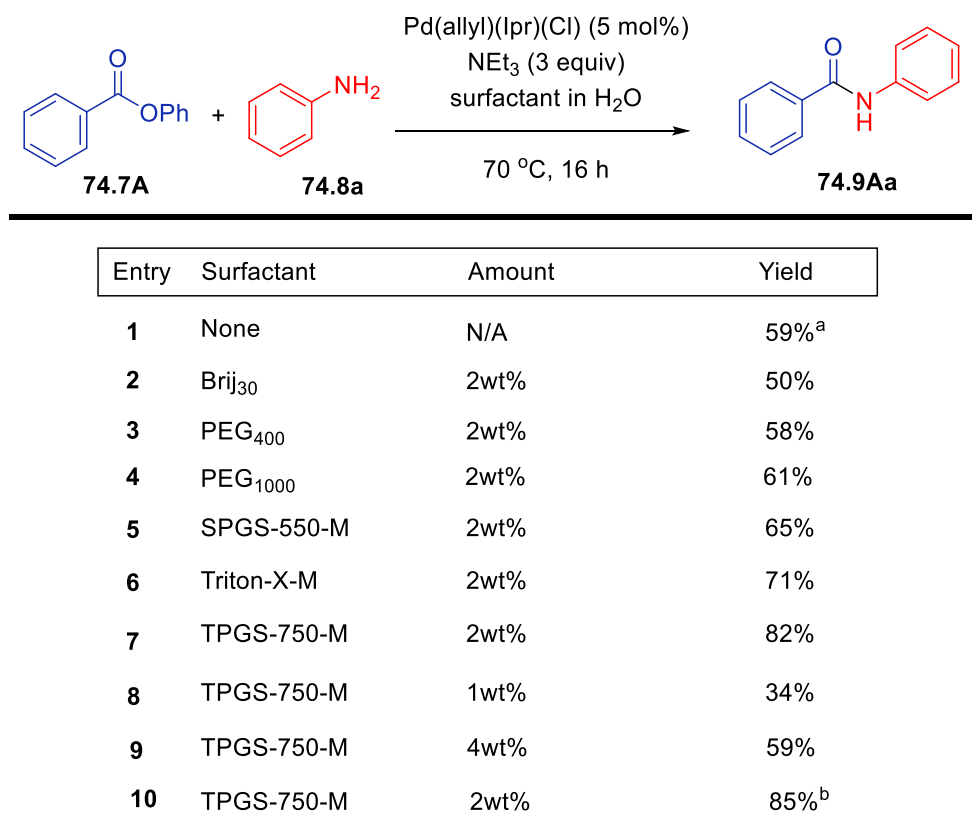 Pd(allyl)(Ipr)(Cl) (5 mol%)
NEt3 (3 equiv)
surfactant in H2O
70 oC, 16 h
O
OPh
74.7A
+
NH2
74.8a
O
N
H
74.9Aa
Entry Surfactant Amount Yield
1 None N/A 59%a
2 Brij30 2wt% 50%
3 PEG400 2wt% 58%
4 PEG1000 2wt% 61%
5 SPGS-550-M 2wt% 65%
6 Triton-X-M 2wt% 71%
7 TPGS-750-M 2wt% 82%
8 TPGS-750-M 1wt% 34%
9 TPGS-750-M 4wt% 59%
10 TPGS-750-M 2wt% 85%b